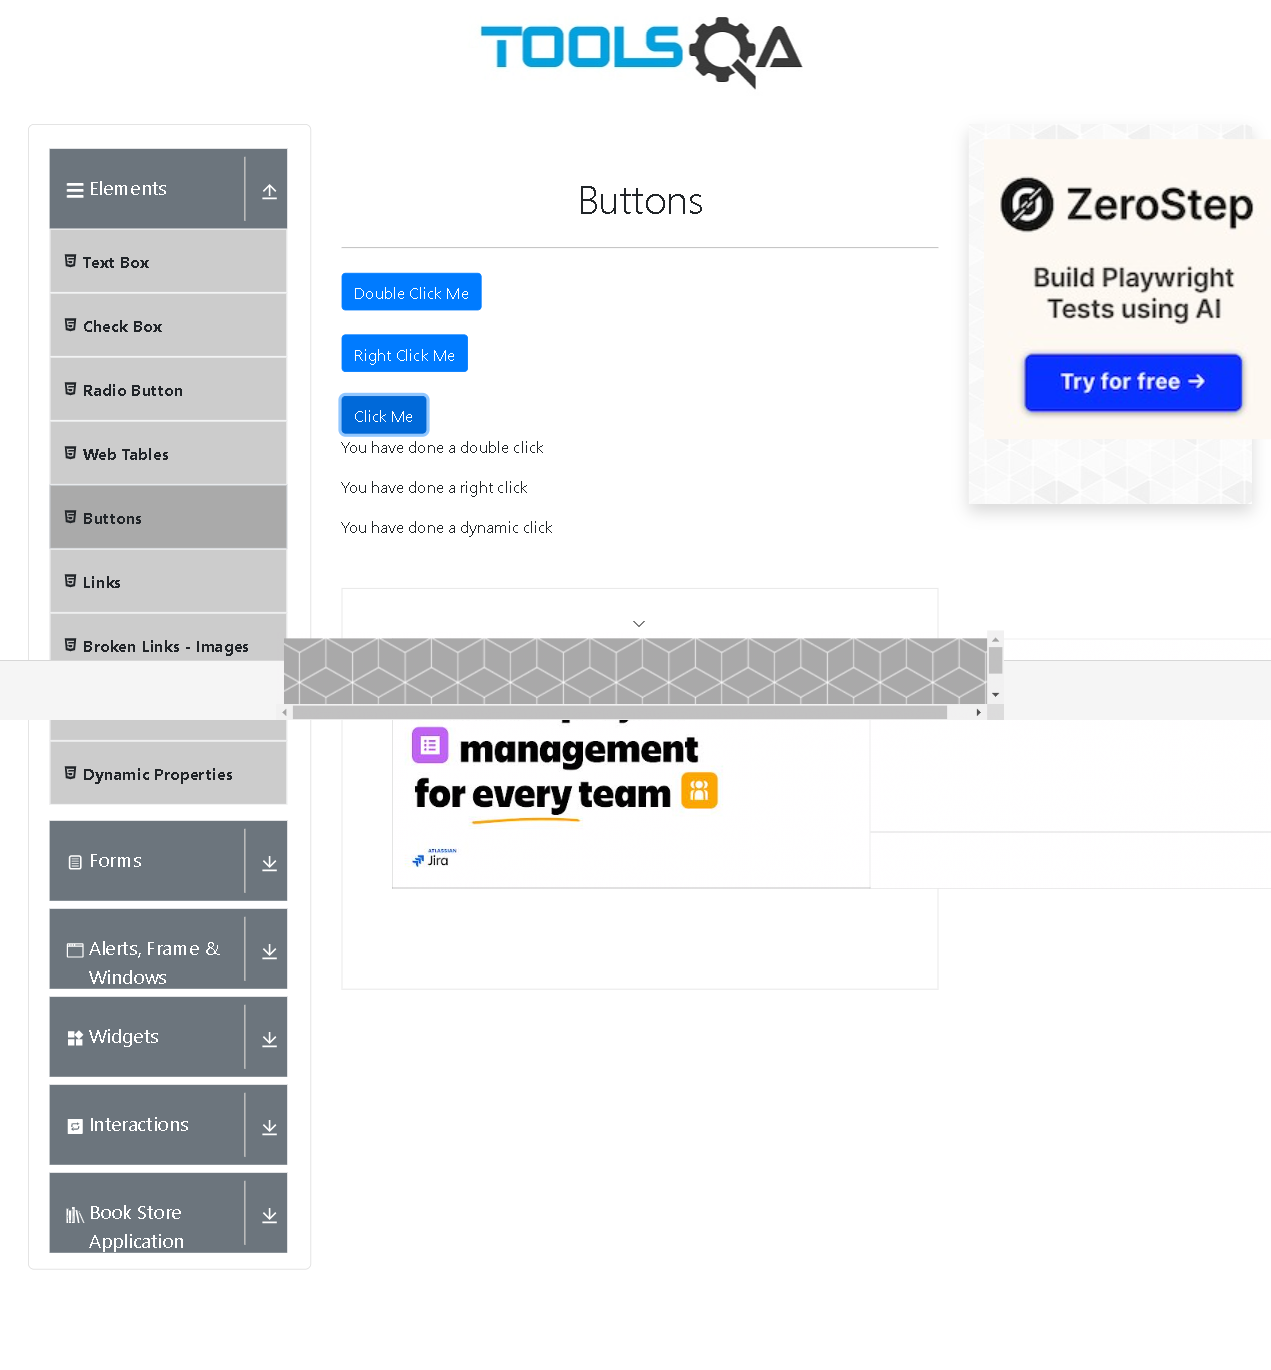 TOOLSQA
Elements
Text Box
Check Box
Radio Button
Web Tables
Buttons
Links
Broken Links - Images
Dynamic Properties
Forms
Alerts, Frame &
Windows
Widgets
Interactions
Book Store
Application
Buttons
Double Click Me
Right Click Me
Click Me
You have done a double click
You have done a right click
You have done a dynamic click
management
for every team
ATLASSIAN
Jira
ZeroStep
Build Playwright
Tests using AI
Try for free →